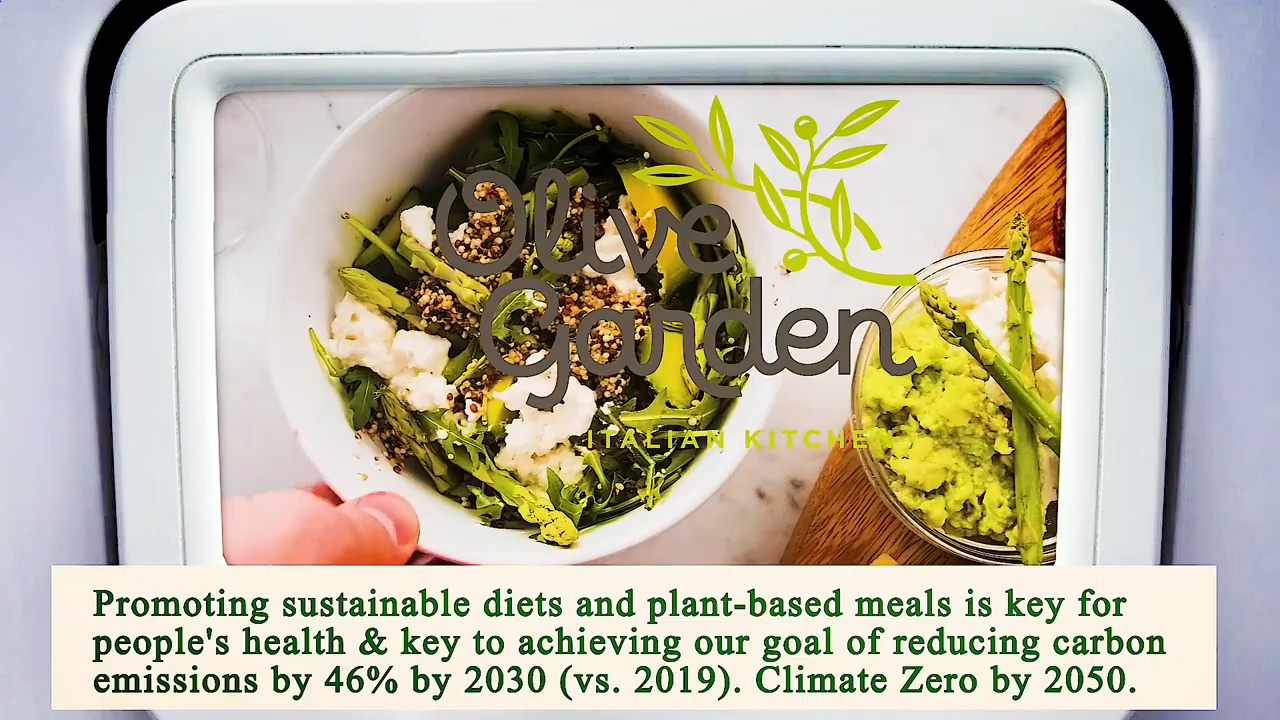 Olive
Garden
ITALIAN KITCHEN
Promoting sustainable diets and plant-based meals is key for
people's health & key to achieving our goal of reducing carbon
emissions by 46% by 2030 (vs. 2019). Climate Zero by 2050.